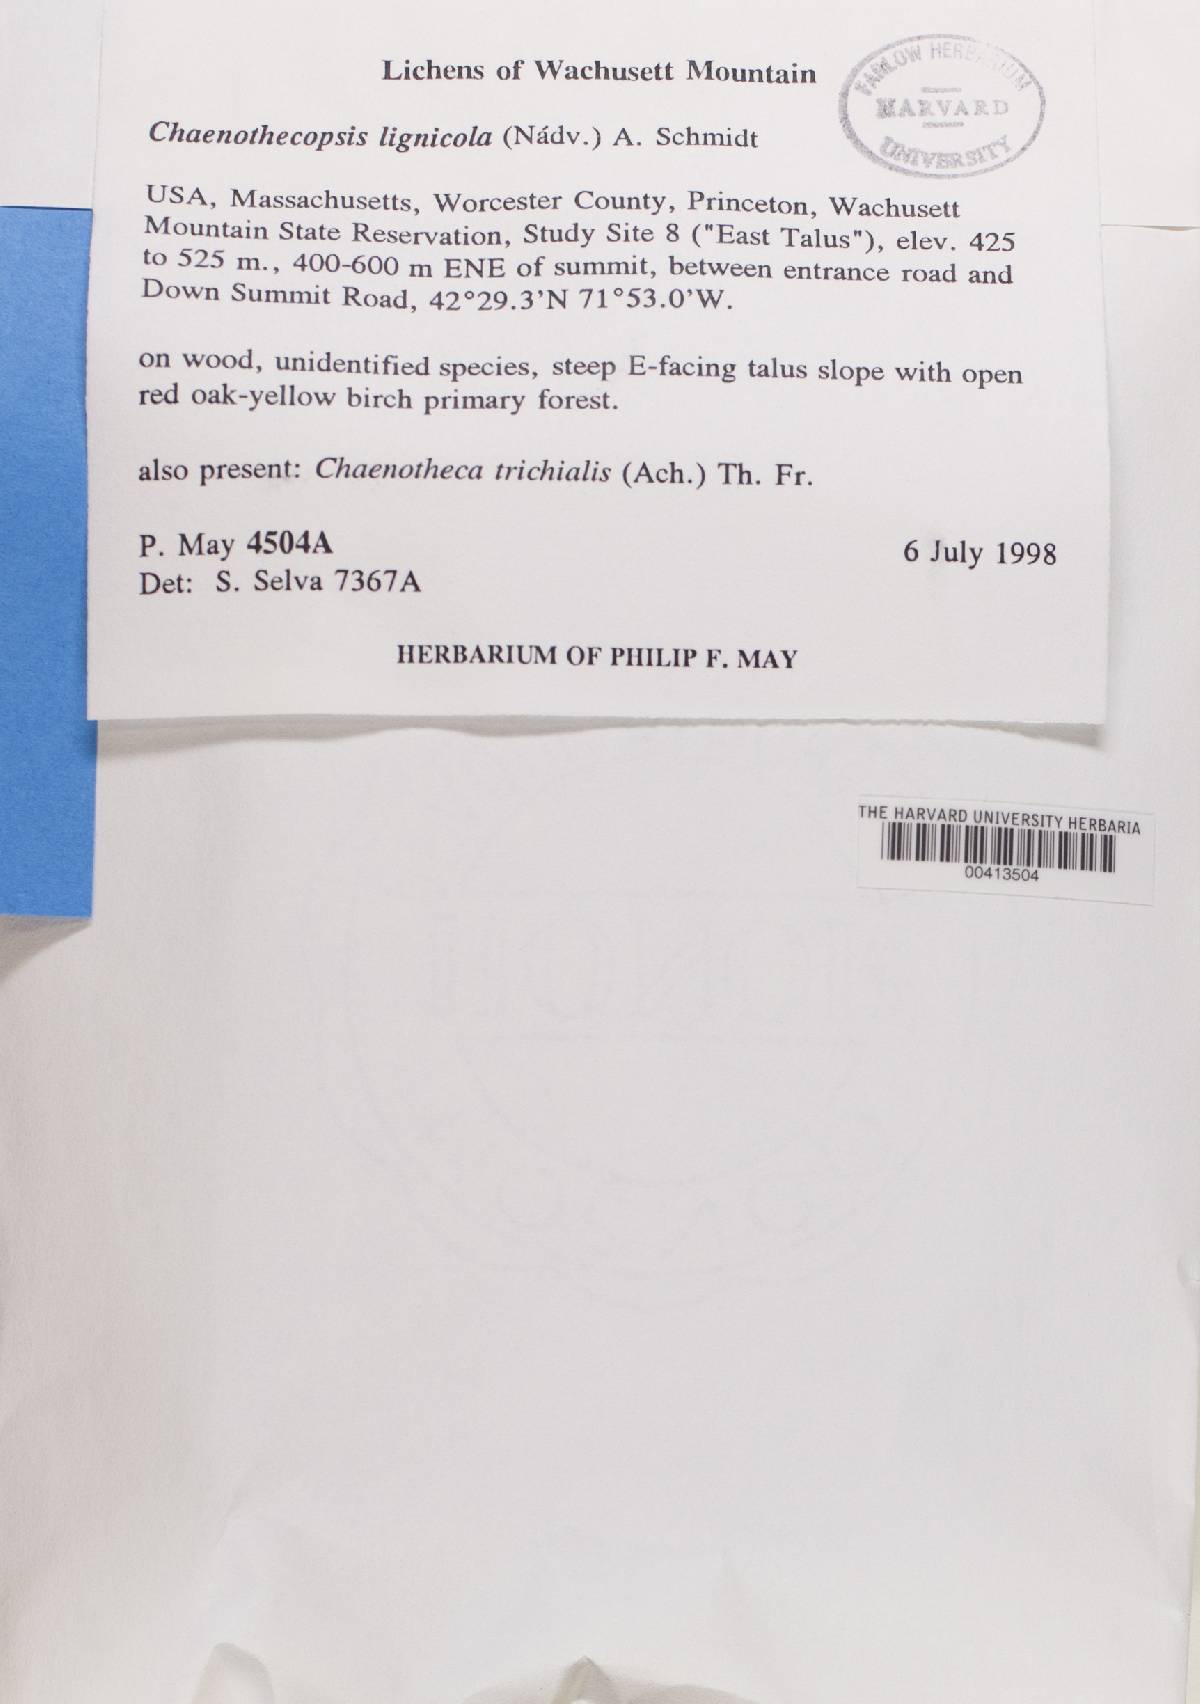 Lichens of Wachusett Mountain
FARLOW HERBARIUM
HARVARD
UNIVERSITY
Chaenothecopsis lignicola (Nádv.) A. Schmidt
USA, Massachusetts, Worcester County, Princeton, Wachusett
Mountain State Reservation, Study Site 8 ("East Talus"), elev. 425
to 525 m., 400-600 m ENE of summit, between entrance road and
Down Summit Road, 42°29.3'N 71°53.0'W.
on wood, unidentified species, steep E-facing talus slope with open
red oak-yellow birch primary forest.
also present: Chaenotheca trichialis (Ach.) Th. Fr.
P. May 4504A
6 July 1998
Det: S. Selva 7367A
HERBARIUM OF PHILIP F. MAY
THE HARVARD UNIVERSITY HERBARIA
00413504